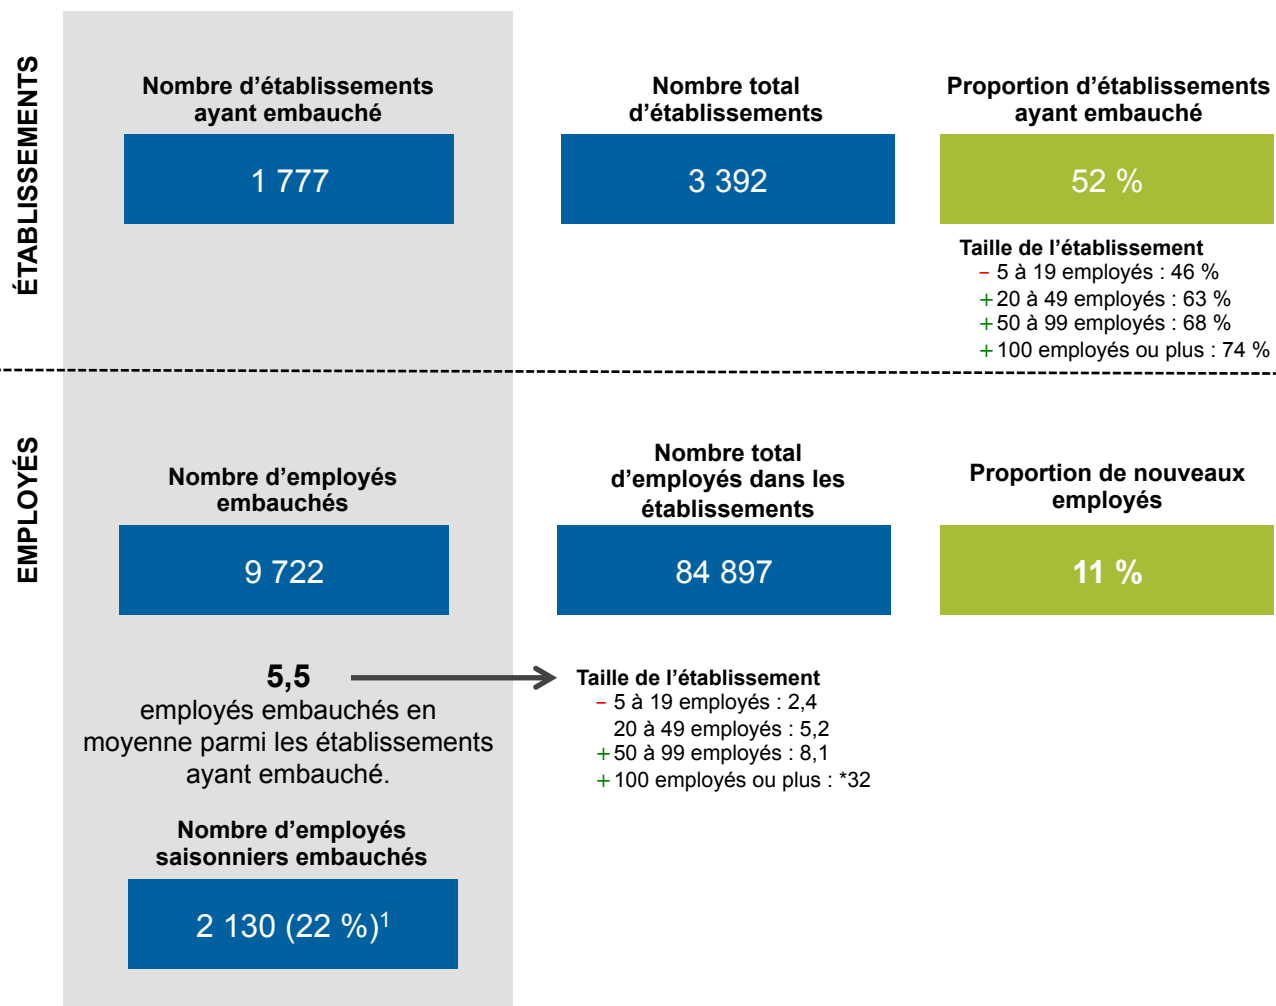 ÉTABLISSEMENTS
Nombre d’établissements
ayant embauché
1 777
Nombre total
d’établissements
3 392
Proportion d’établissements
ayant embauché
52 %
Taille de l’établissement
– 5 à 19 employés : 46 %
+ 20 à 49 employés : 63 %
+ 50 à 99 employés : 68 %
+ 100 employés ou plus : 74 %
EMPLOYÉS
Nombre d’employés
embauchés
9 722
Nombre total
d’employés dans les
établissements
84 897
Proportion de nouveaux
employés
11 %
5,5
employés embauchés en
moyenne parmi les établissements
ayant embauché.
Taille de l’établissement
– 5 à 19 employés : 2,4
20 à 49 employés : 5,2
+ 50 à 99 employés : 8,1
+ 100 employés ou plus : *32
Nombre d’employés
saisonniers embauchés
2 130 (22 %)¹